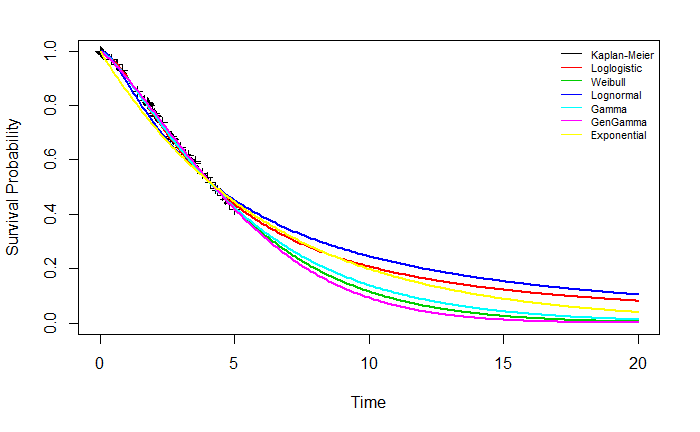 Survival Probability
1.0
0.8
0.6
0.4
0.2
0.0
Kaplan-Meier
Loglogistic
Weibull
Lognormal
Gamma
GenGamma
Exponential
0 5 10 15 20
Time